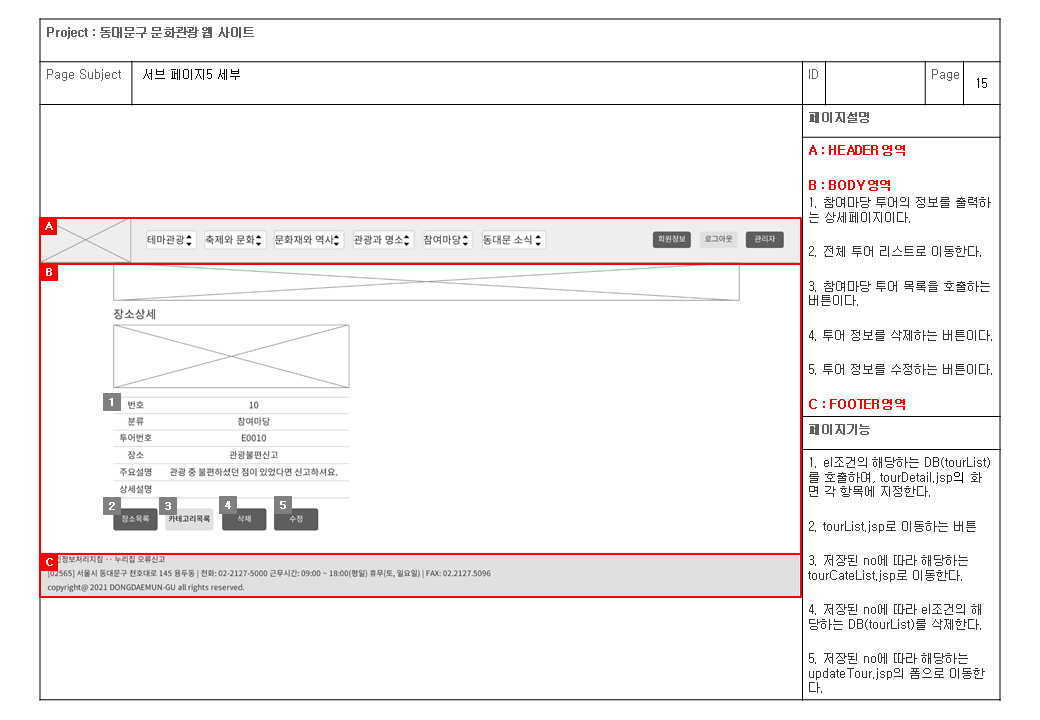 Project : 동대문구 문화관광 웹 사이트
Page Subject
서브 페이지5 세부
ID
Page
15
페이지설명
A : HEADER 영역
B : BODY 영역
1. 참여마당 투어의 정보를 출력하
는 상세페이지이다.
2. 전체 투어 리스트로 이동한다.
3. 참여마당 투어 목록을 호출하는
버튼이다.
4. 투어 정보를 삭제하는 버튼이다.
5. 투어 정보를 수정하는 버튼이다.
C : FOOTER 영역
페이지기능
1. el조건의 해당하는 DB(tourList)
를 호출하며, tourDetail.jsp의 화
면 각 항목에 지정한다.
2. tourList.jsp로 이동하는 버튼
3. 저장된 no에 따라 해당하는
tourCateList.jsp로 이동한다.
4. 저장된 no에 따라 el조건의 해
당하는 DB(tourList)를 삭제한다.
5. 저장된 no에 따라 해당하는
updateTour.jsp의 폼으로 이동한
다.
A
테마관광 축제와 문화 문화재와 역사 관광과 명소 참여마당 동대문 소식
회원정보 로그아웃 관리자
B
장소상세
1
번호 10
분류 참여마당
투어번호 E0010
장소 관광불편신고
주요설명 관광 중 불편하셨던 점이 있었다면 신고하셔요.
상세설명
2 3 4 5
장소목록 카테고리목록 삭제 수정
C
인정보처리지침 · · 누리집 오류신고
[02565] 서울시 동대문구 천호대로 145 용두동 | 전화: 02-2127-5000 근무시간: 09:00 ~ 18:00(평일) 휴무(토, 일요일) | FAX: 02.2127.5096
copyright@ 2021 DONGDAEMUN-GU all rights reserved.